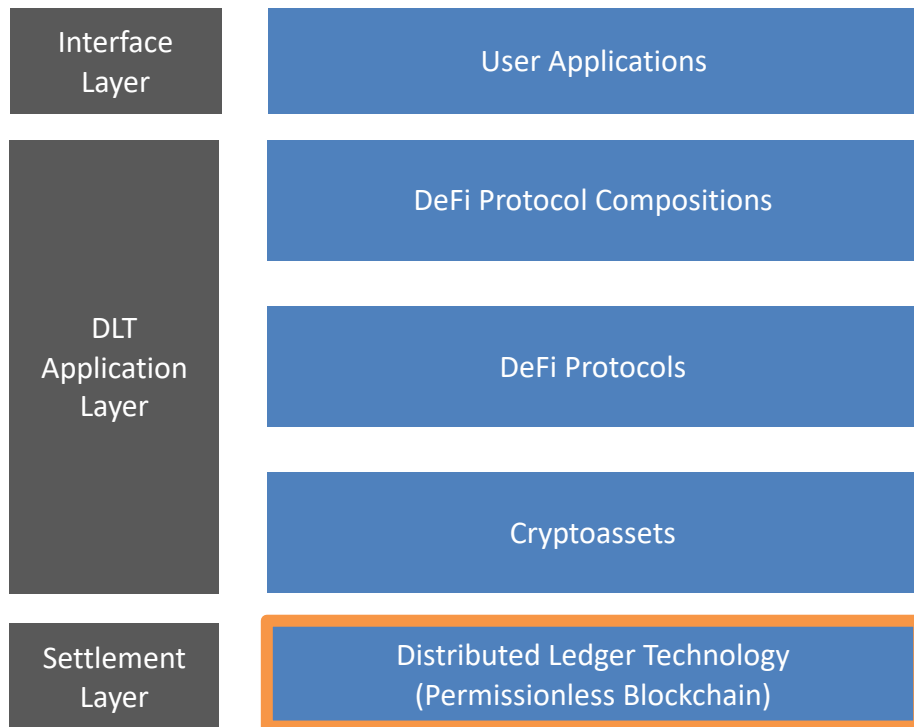 Interface
Layer
User Applications
DLT
Application
Layer
DeFi Protocol Compositions
DeFi Protocols
Cryptoassets
Settlement
Layer
Distributed Ledger Technology
(Permissionless Blockchain)